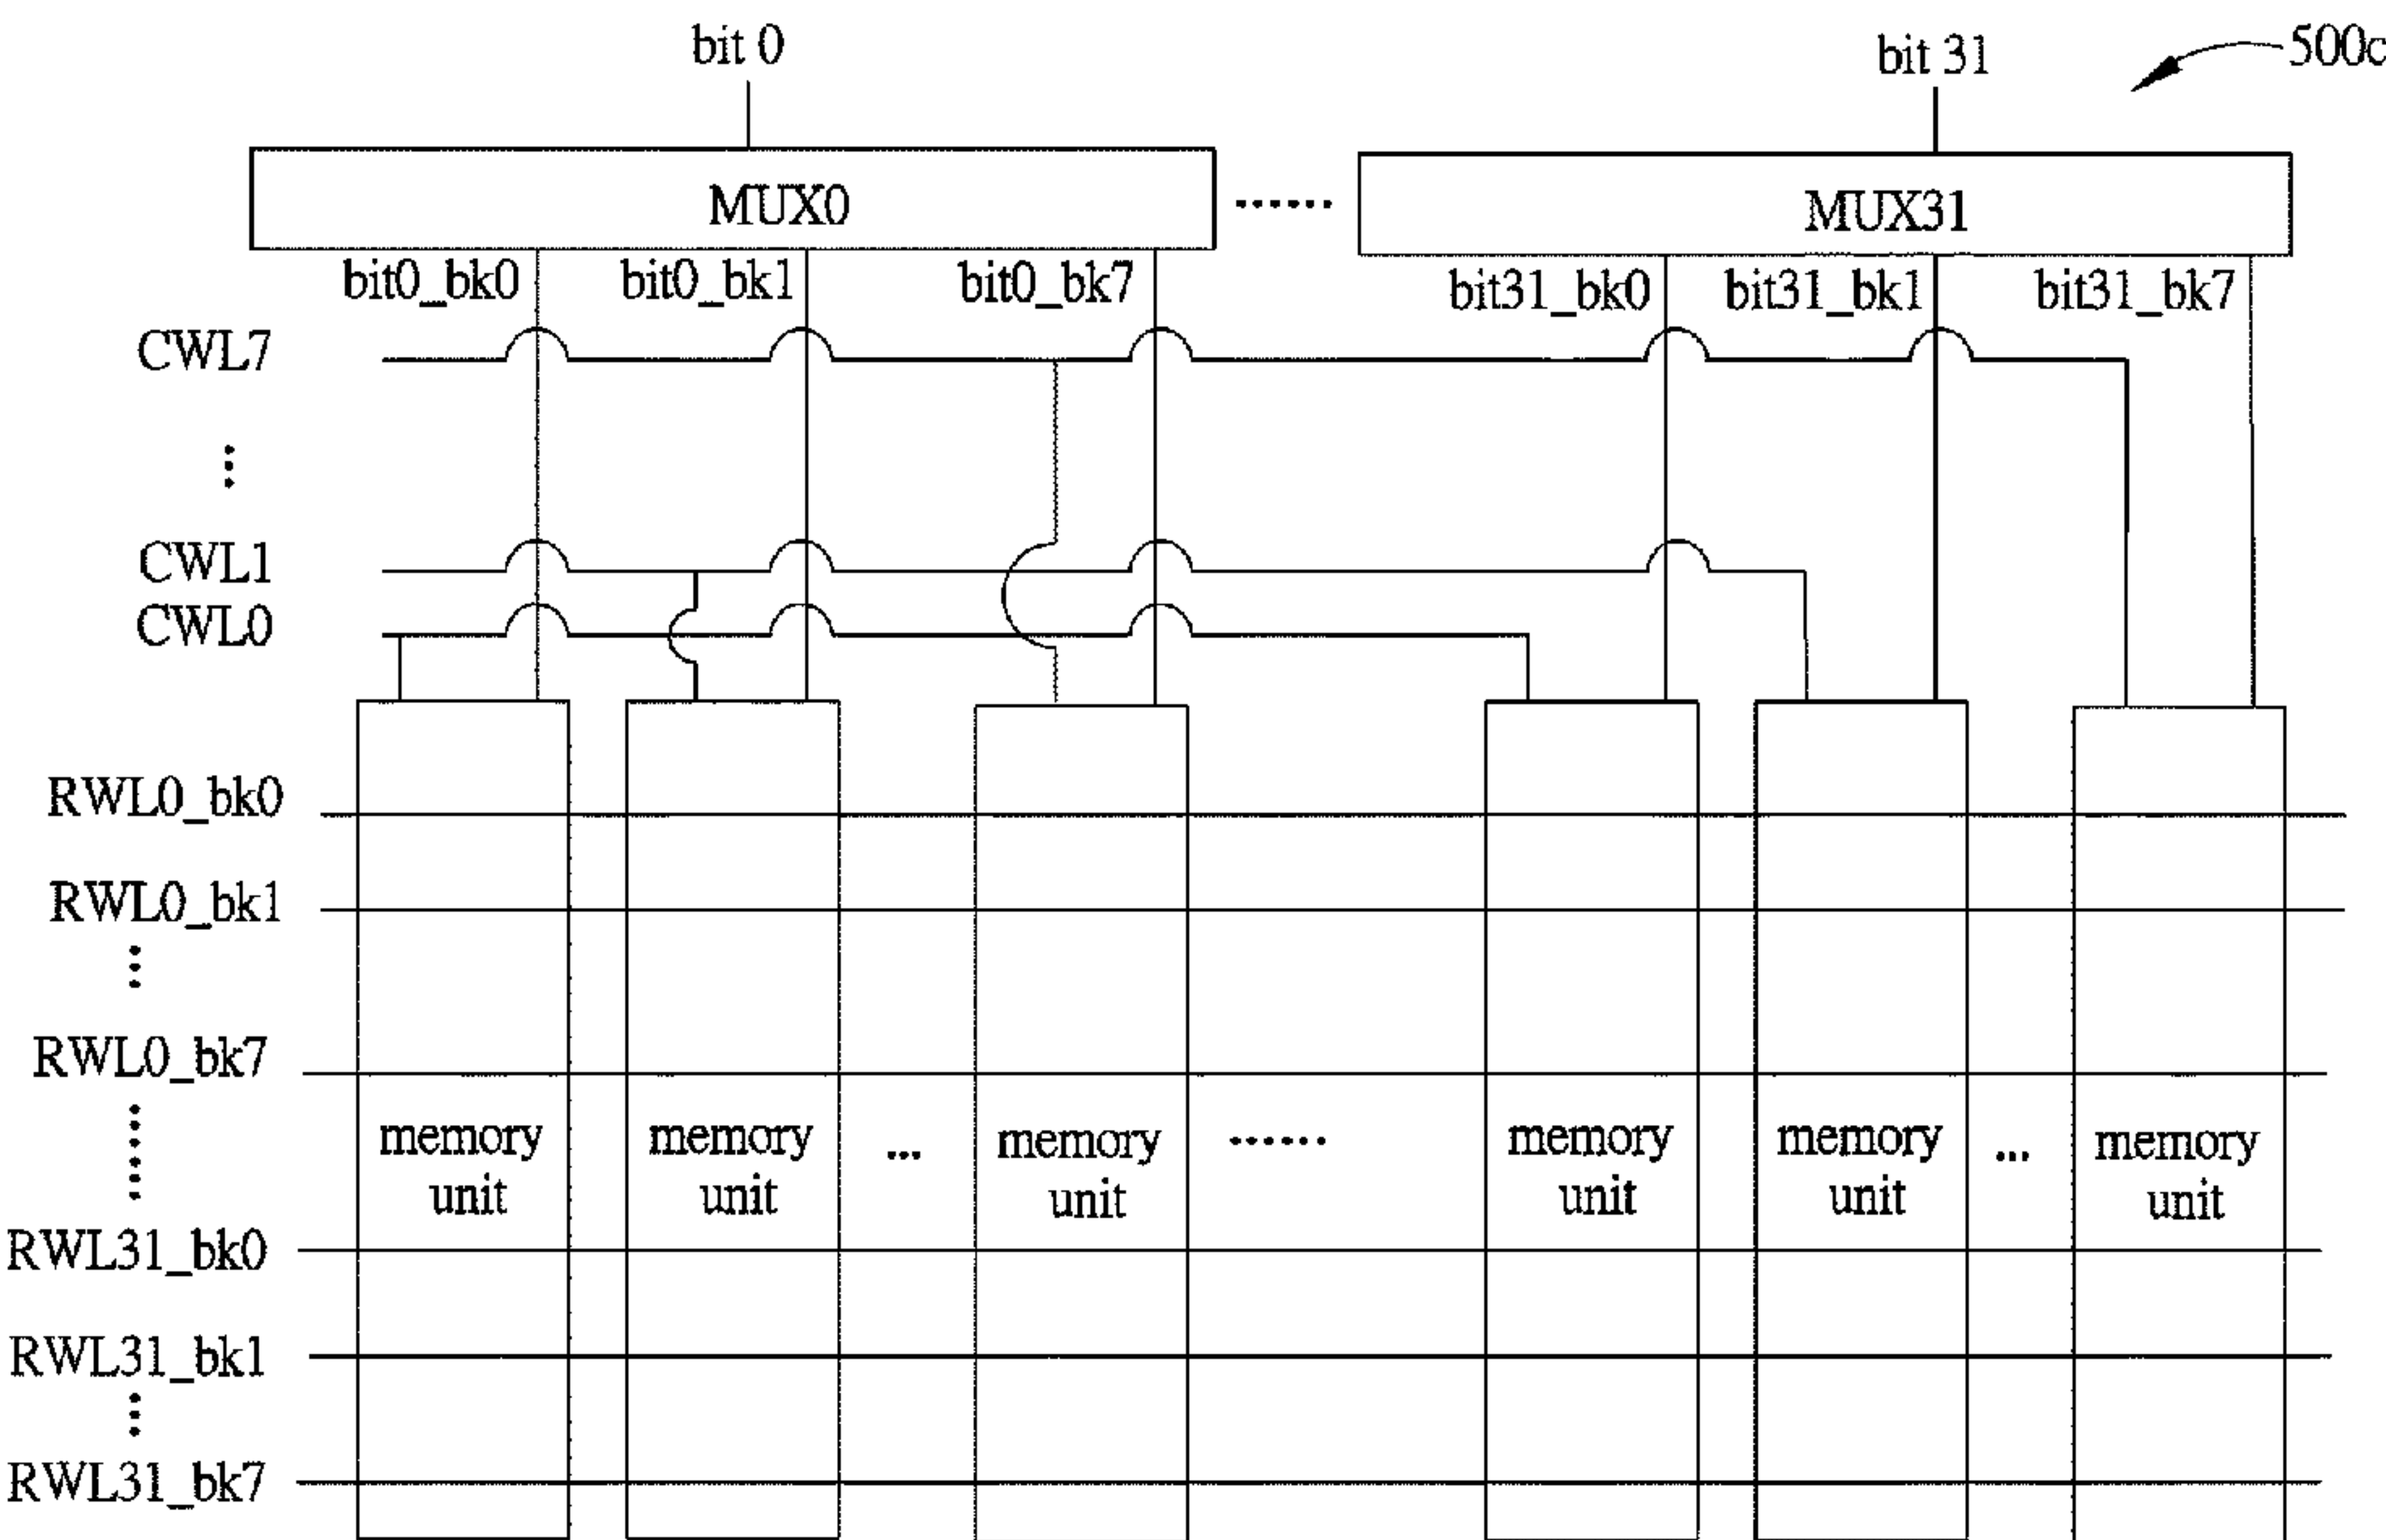 bit 0
bit 31
500c
MUX0
......
MUX31
bit0_bk0
bit0_bk1
bit0_bk7
bit31_bk0
bit31_bk1
bit31_bk7
CWL7
CWL1
CWL0
RWL0_bk0
RWL0_bk1
RWL0_bk7
memory unit
memory unit
...
memory unit
......
memory unit
memory unit
...
memory unit
RWL31_bk0
RWL31_bk1
RWL31_bk7